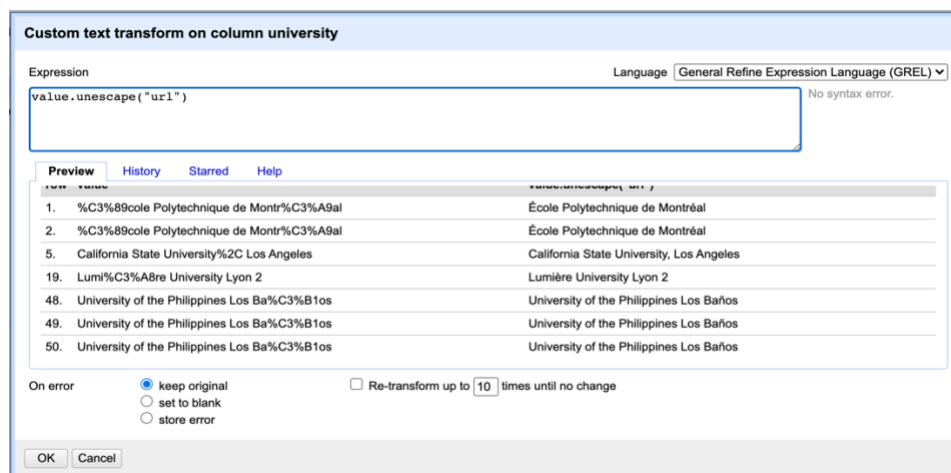 Custom text transform on column university
Expression
Language General Refine Expression Language (GREL)
value.unescape("url")
No syntax error.
Preview History Starred Help
row value value.unescape("url")
1. %C3%89cole Polytechnique de Montr%C3%A9al École Polytechnique de Montréal
2. %C3%89cole Polytechnique de Montr%C3%A9al École Polytechnique de Montréal
5. California State University%2C Los Angeles California State University, Los Angeles
19. Lumi%C3%A8re University Lyon 2 Lumière University Lyon 2
48. University of the Philippines Los Ba%C3%B1os University of the Philippines Los Baños
49. University of the Philippines Los Ba%C3%B1os University of the Philippines Los Baños
50. University of the Philippines Los Ba%C3%B1os University of the Philippines Los Baños
On error keep original Re-transform up to 10 times until no change
set to blank
store error
OK Cancel